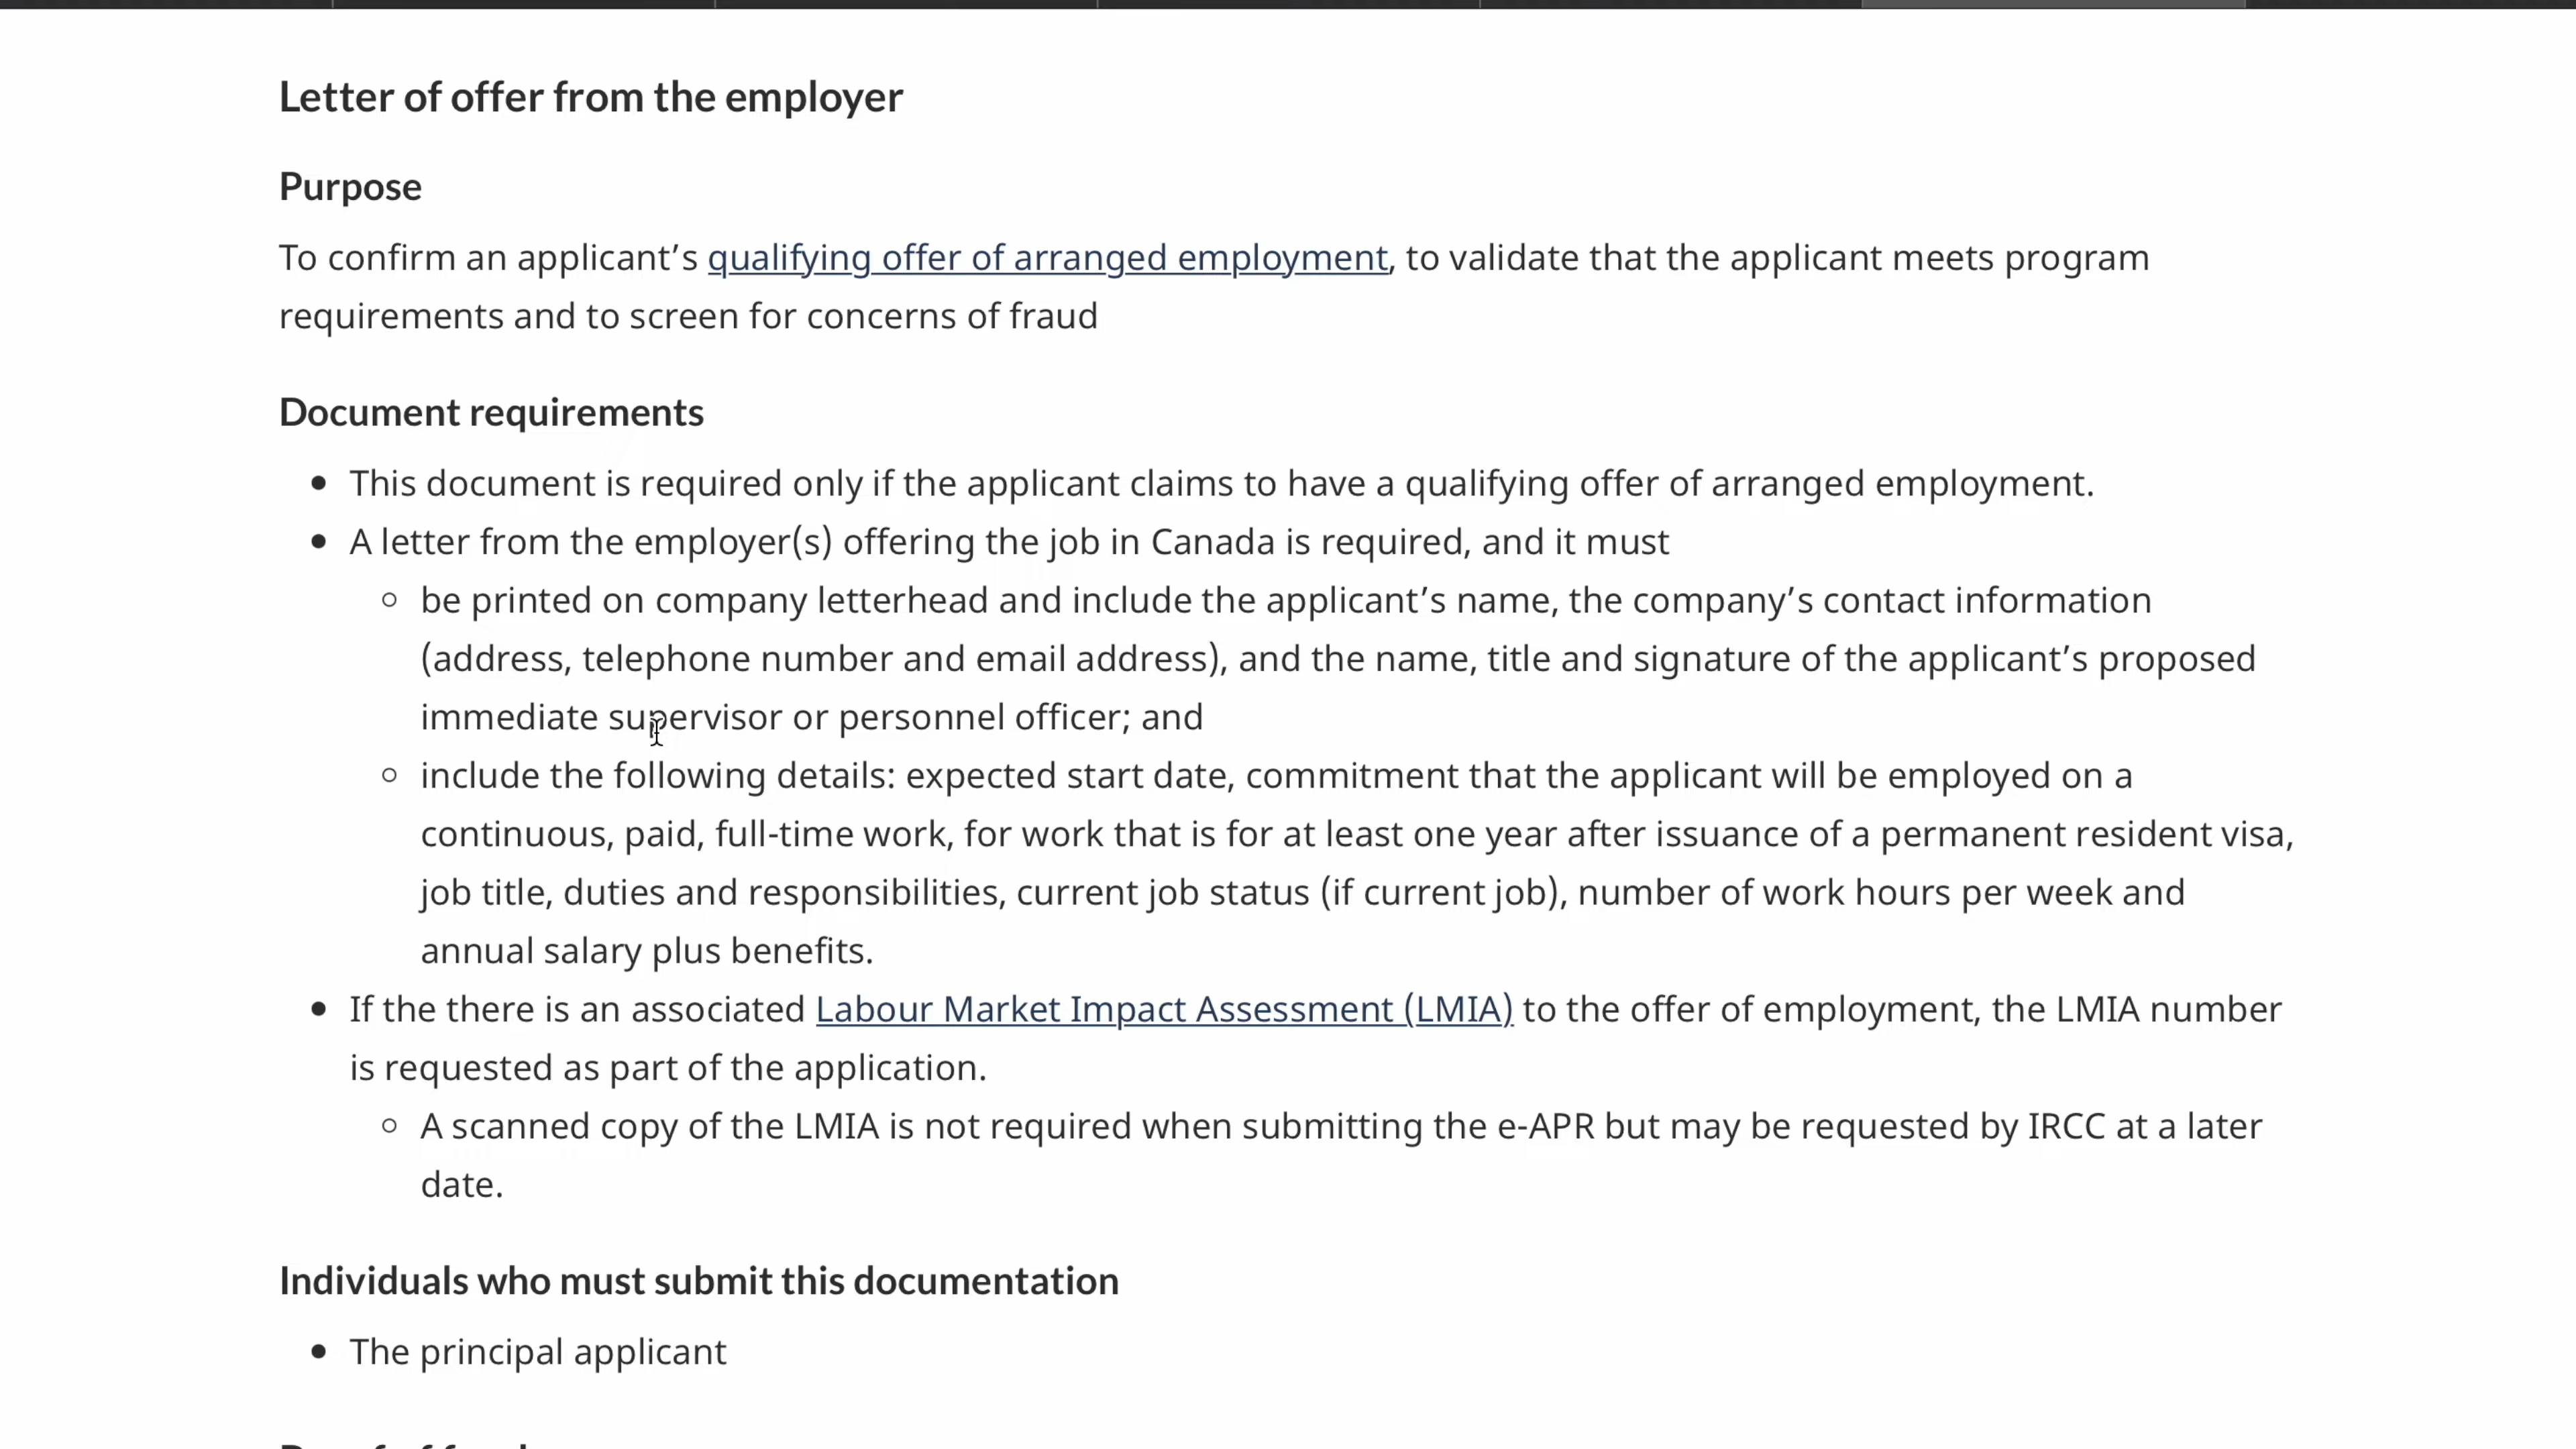 Letter of offer from the employer
Purpose
To confirm an applicant’s qualifying offer of arranged employment, to validate that the applicant meets program
requirements and to screen for concerns of fraud
Document requirements
This document is required only if the applicant claims to have a qualifying offer of arranged employment.
A letter from the employer(s) offering the job in Canada is required, and it must
be printed on company letterhead and include the applicant’s name, the company’s contact information
(address, telephone number and email address), and the name, title and signature of the applicant’s proposed
immediate supervisor or personnel officer; and
include the following details: expected start date, commitment that the applicant will be employed on a
continuous, paid, full-time work, for work that is for at least one year after issuance of a permanent resident visa,
job title, duties and responsibilities, current job status (if current job), number of work hours per week and
annual salary plus benefits.
If the there is an associated Labour Market Impact Assessment (LMIA) to the offer of employment, the LMIA number
is requested as part of the application.
A scanned copy of the LMIA is not required when submitting the e-APR but may be requested by IRCC at a later
date.
Individuals who must submit this documentation
The principal applicant